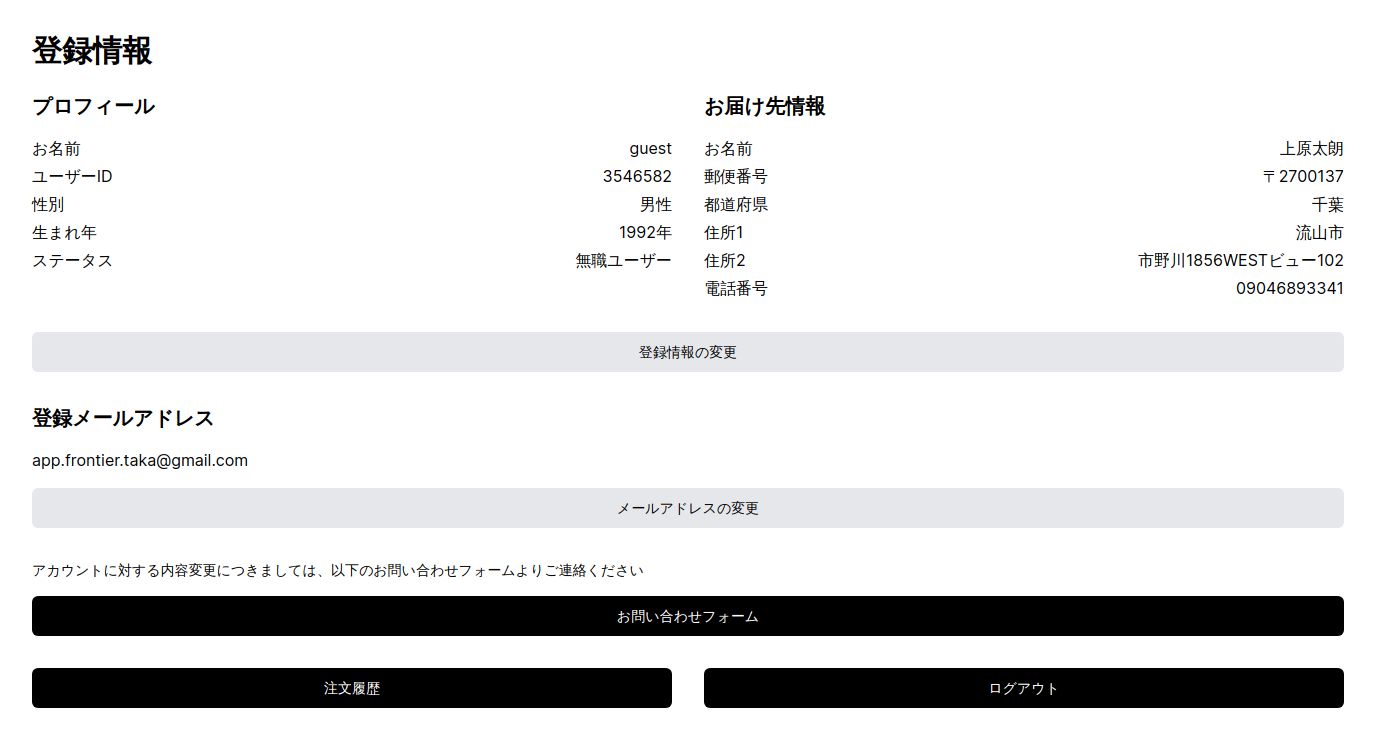 登録情報
プロフィール
お名前 guest
ユーザーID 3546582
性別 男性
生まれ年 1992年
ステータス 無職ユーザー
お届け先情報
お名前 上原太朗
郵便番号 〒2700137
都道府県 千葉
住所1 流山市
住所2 市野川1856WESTビュー102
電話番号 09046893341
登録情報の変更
登録メールアドレス
app.frontier.taka@gmail.com
メールアドレスの変更
アカウントに対する内容変更につきましては、以下のお問い合わせフォームよりご連絡ください
お問い合わせフォーム
注文履歴
ログアウト